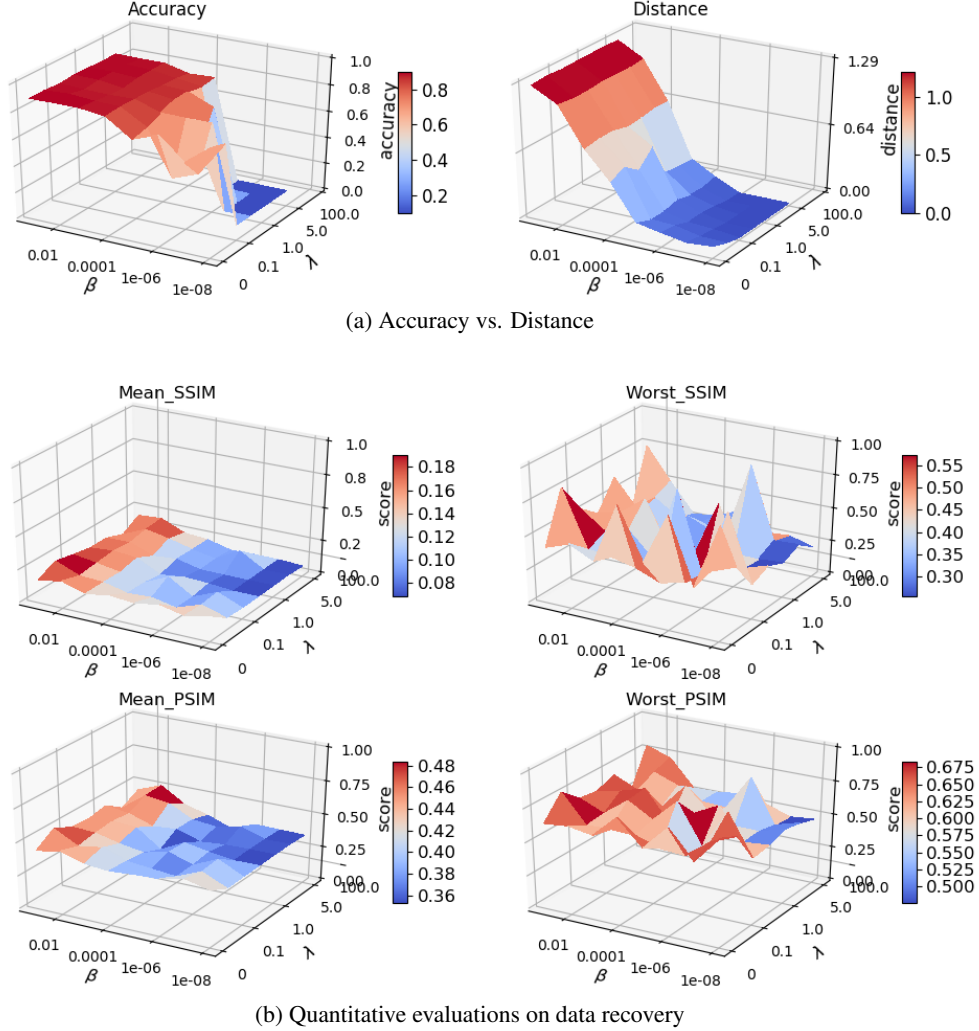 Accuracy
1.0
0.8
0.6
0.4
0.2
0.0
accuracy
0.8
0.6
0.4
0.2
0.01
0.0001
1e-06
1e-08
β
0
0.1
1.0
5.0
100.0
λ
Distance
1.29
0.64
0.00
distance
1.0
0.5
0.0
0.01
0.0001
1e-06
1e-08
β
0
0.1
1.0
5.0
100.0
λ
(a) Accuracy vs. Distance
Mean_SSIM
1.0
0.8
0.5
0.2
0.0
score
0.18
0.16
0.14
0.12
0.10
0.08
0.01
0.0001
1e-06
1e-08
β
0
0.1
1.0
5.0
100.0
λ
Worst_SSIM
1.00
0.75
0.50
0.25
0.00
score
0.55
0.50
0.45
0.40
0.35
0.30
0.01
0.0001
1e-06
1e-08
β
0
0.1
1.0
5.0
100.0
λ
Mean_PSIM
1.00
0.75
0.50
0.25
0.00
score
0.48
0.46
0.44
0.42
0.40
0.38
0.36
0.01
0.0001
1e-06
1e-08
β
0
0.1
1.0
5.0
100.0
λ
Worst_PSIM
1.00
0.75
0.50
0.25
0.00
score
0.675
0.650
0.625
0.600
0.575
0.550
0.525
0.500
0.01
0.0001
1e-06
1e-08
β
0
0.1
1.0
5.0
100.0
λ
(b) Quantitative evaluations on data recovery